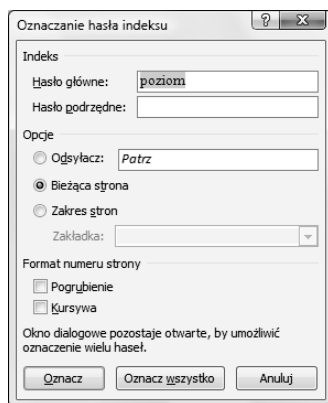 Oznaczanie hasła indeksu
Indeks
Hasło główne: poziom
Hasło podrzędne:
Opcje
Odsyłacz: Patrz
Bieżąca strona
Zakres stron
Zakładka:
Format numeru strony
Pogrubienie
Kursywa
Okno dialogowe pozostaje otwarte, by umożliwić
oznaczenie wielu haseł.
Oznacz Oznacz wszystko Anuluj